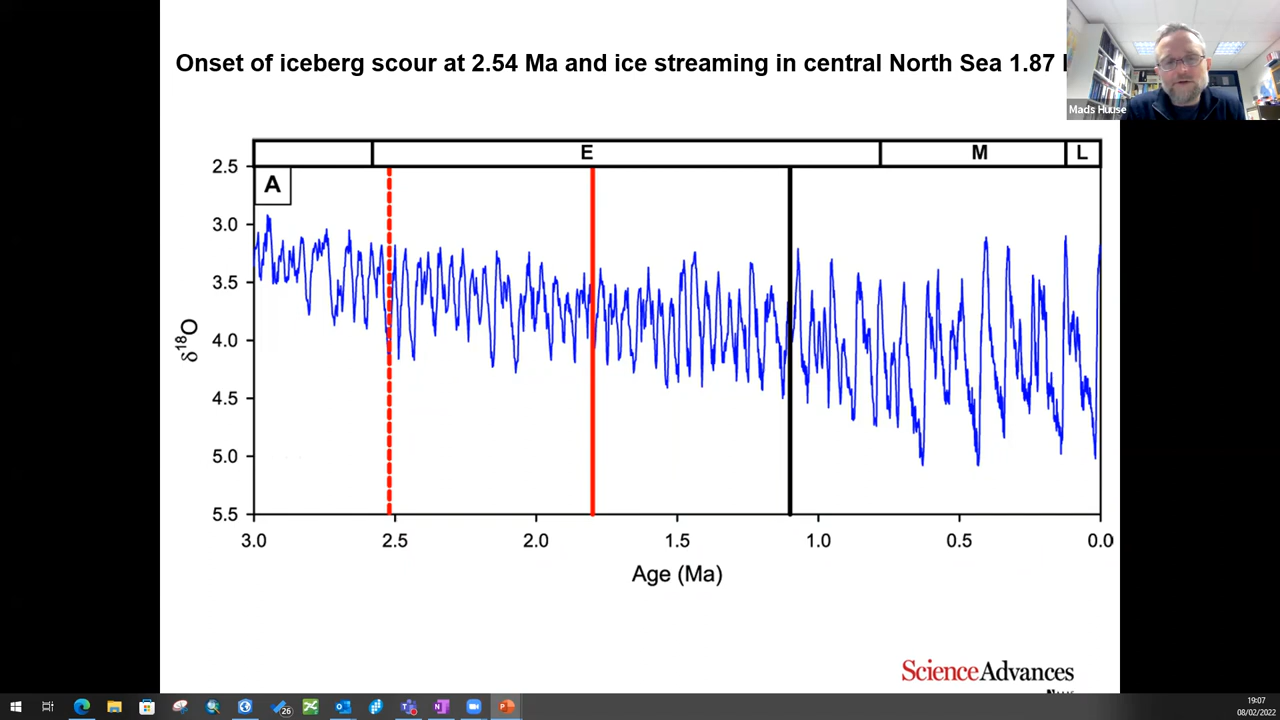 Onset of iceberg scour at 2.54 Ma and ice streaming in central North Sea 1.87
Mads Huuse
E
M
L
A
2.5
3.0
3.5
4.0
4.5
5.0
5.5
δ¹⁸O
3.0
2.5
2.0
1.5
1.0
0.5
0.0
Age (Ma)
ScienceAdvances
26
19:07
08/02/2022